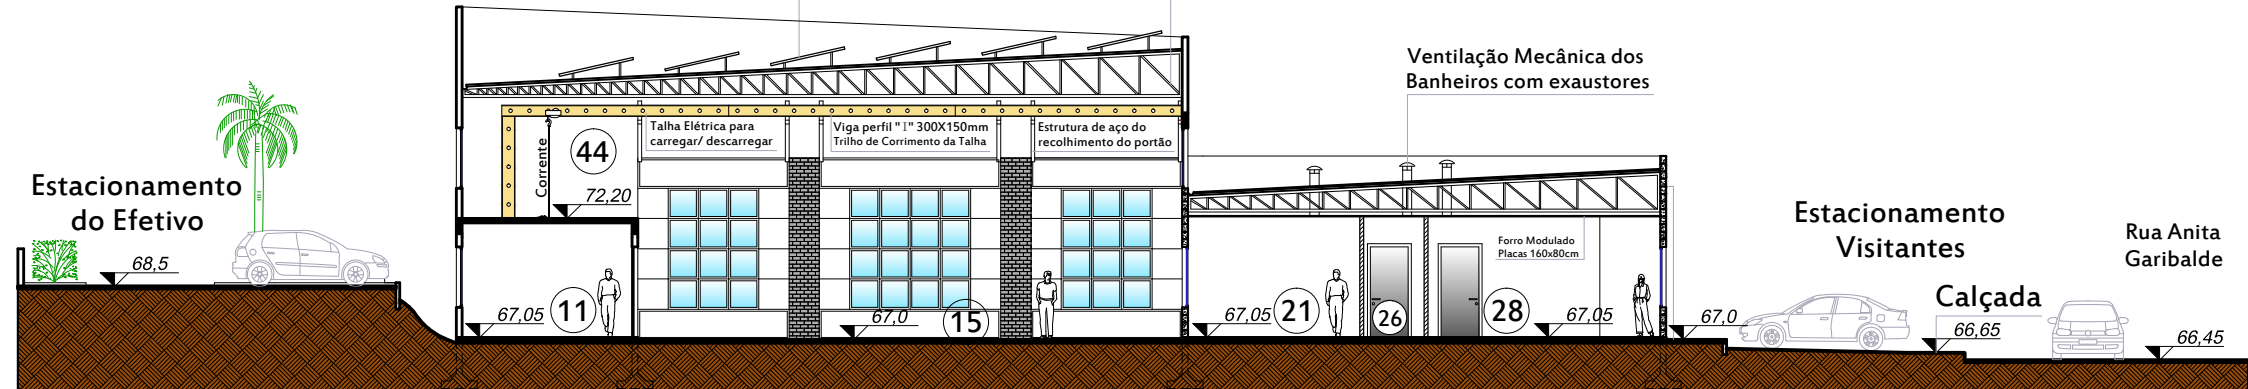 Estacionamento
do Efetivo
68,5
Corrente
44
72,20
Talha Elétrica para
carregar/ descarregar
Viga perfil "I" 300X150mm
Trilho de Corrimento da Talha
Estrutura de aço do
recolhimento do portão
67,05
11
67,0
15
Ventilação Mecânica dos
Banheiros com exaustores
Forro Modulado
Placas 160x80cm
67,05
21
26
28
67,05
67,0
Estacionamento
Visitantes
Calçada
66,65
Rua Anita
Garibalde
66,45